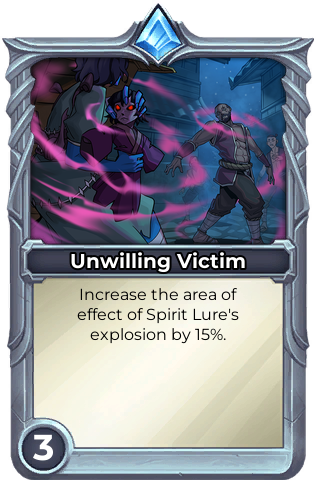 Unwilling Victim
Increase the area of
effect of Spirit Lure's
explosion by 15%.
3